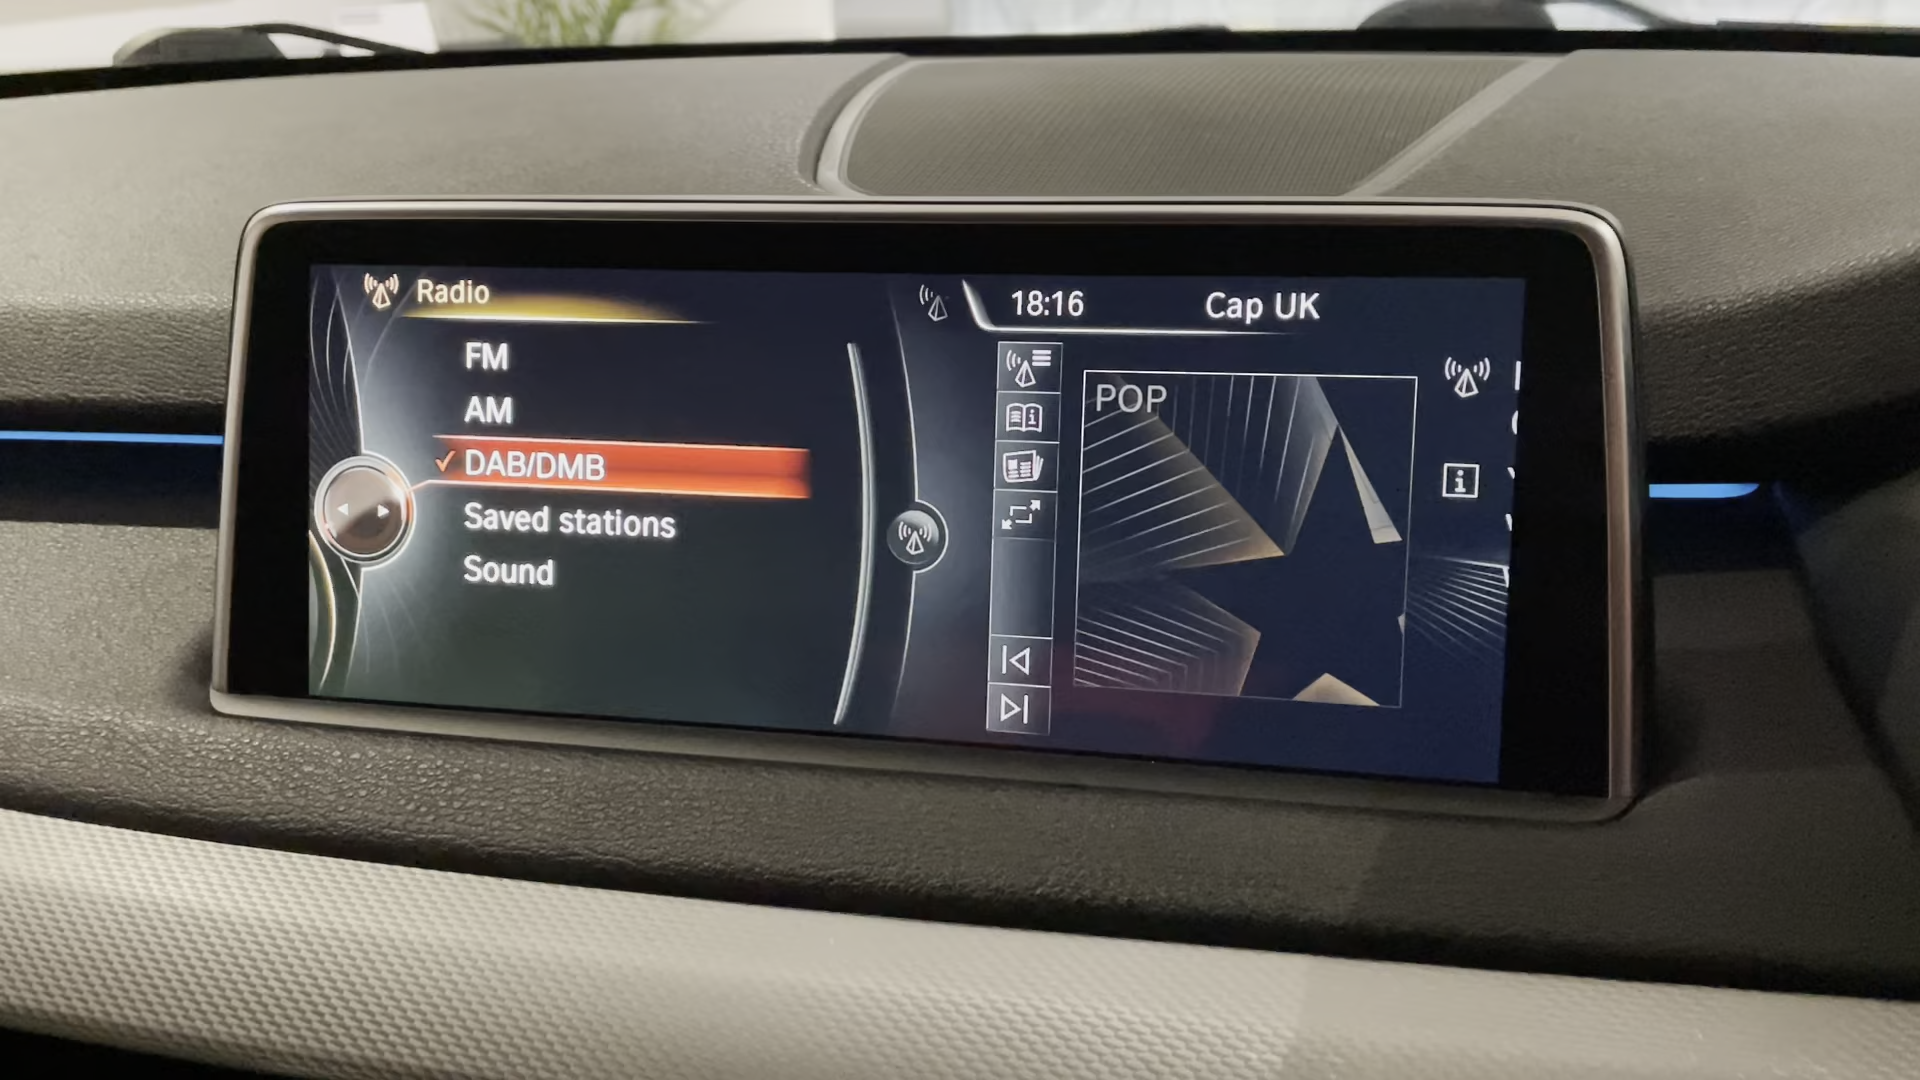 Radio
FM
AM
DAB/DMB
Saved stations
Sound
18:16
Cap UK
POP